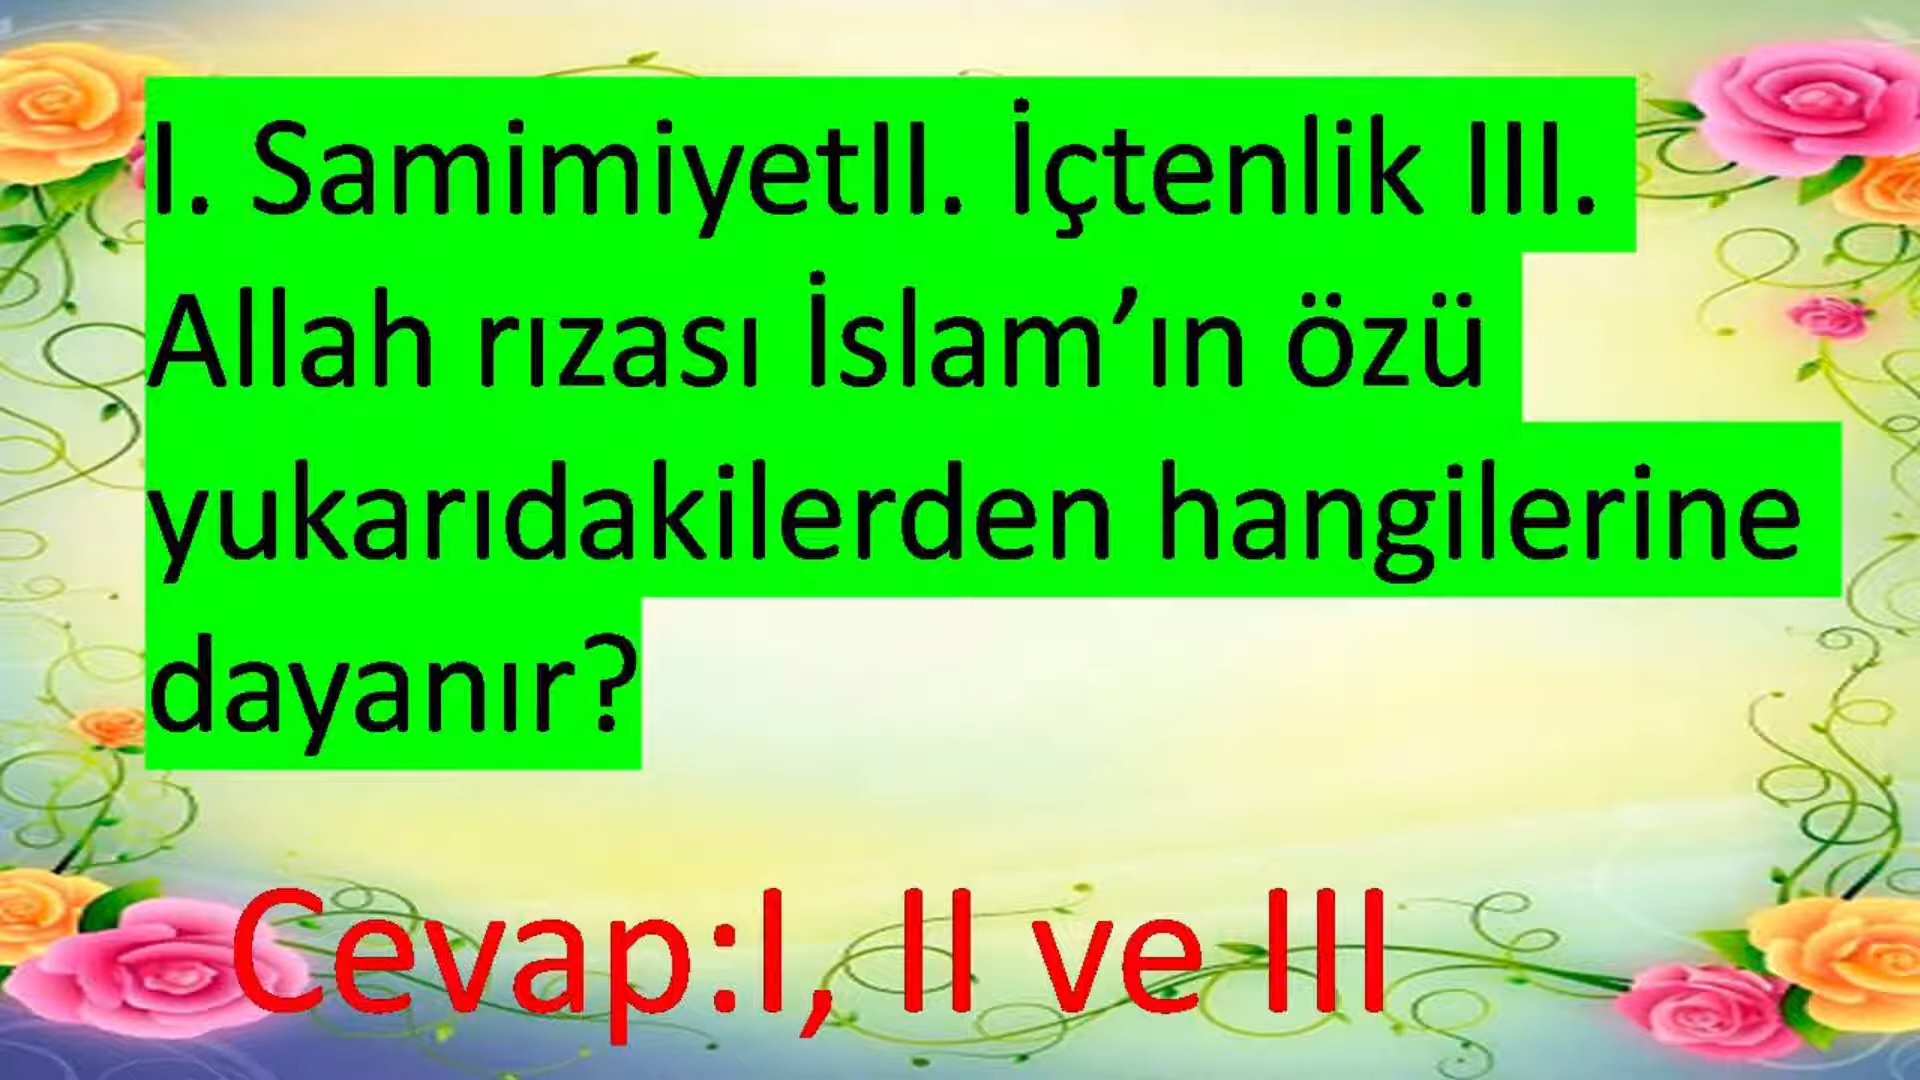 I. SamimiyetII. İçtenlik III.
Allah rızası İslam’ın özü
yukarıdakilerden hangilerine
dayanır?
Cevap:I, II ve III